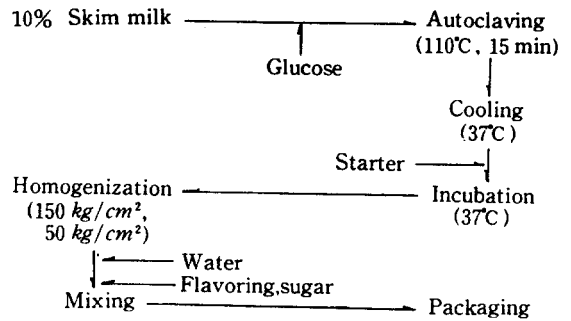 10% Skim milk
Autoclaving
(110℃, 15 min)
Glucose
Cooling
(37℃)
Starter
Homogenization
(150 kg/cm²,
50 kg/cm²)
Incubation
(37℃)
Water
Flavoring,sugar
Mixing
Packaging